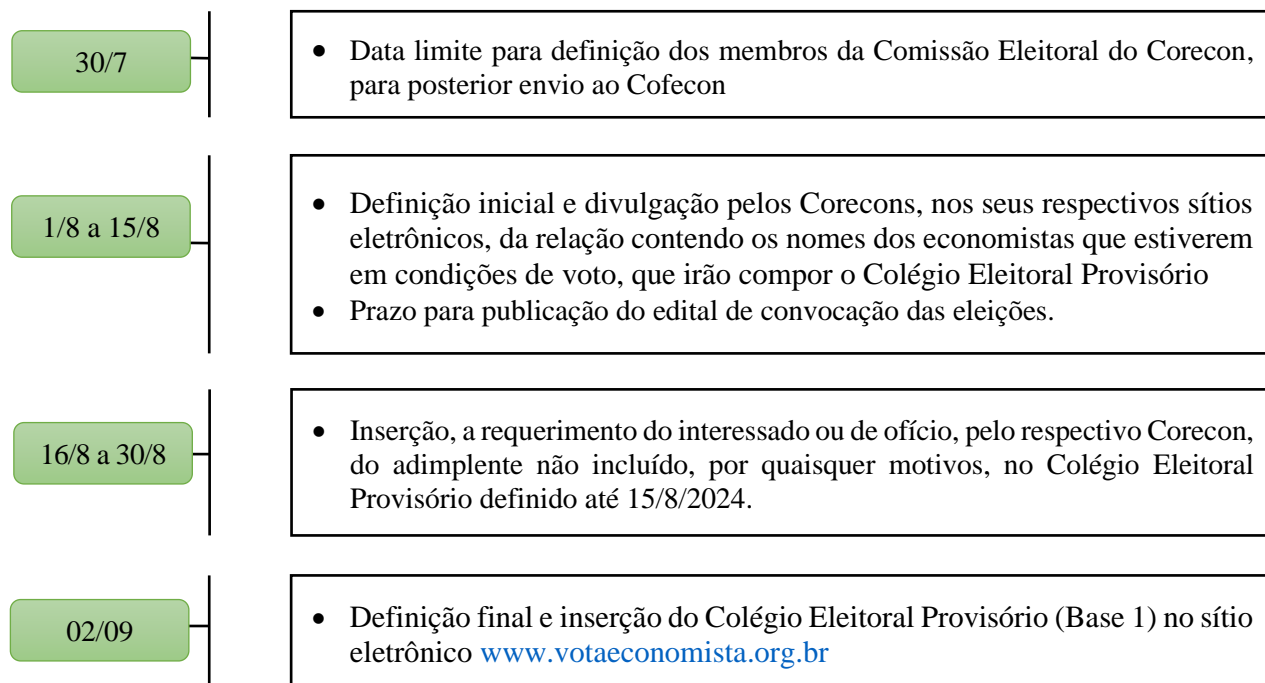 30/7
• Data limite para definição dos membros da Comissão Eleitoral do Corecon,
para posterior envio ao Cofecon
1/8 a 15/8
• Definição inicial e divulgação pelos Corecons, nos seus respectivos sítios
eletrônicos, da relação contendo os nomes dos economistas que estiverem
em condições de voto, que irão compor o Colégio Eleitoral Provisório
• Prazo para publicação do edital de convocação das eleições.
16/8 a 30/8
• Inserção, a requerimento do interessado ou de ofício, pelo respectivo Corecon,
do adimplente não incluído, por quaisquer motivos, no Colégio Eleitoral
Provisório definido até 15/8/2024.
02/09
• Definição final e inserção do Colégio Eleitoral Provisório (Base 1) no sítio
eletrônico www.votaeconomista.org.br